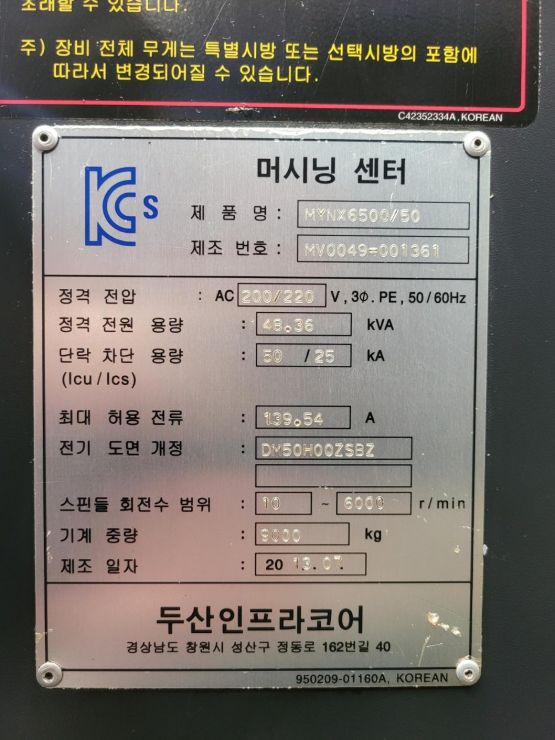 초래할 수 있습니다.
주) 장비 전체 무게는 특별시방 또는 선택시방의 포함에
따라서 변경되어질 수 있습니다.
C42352334A, KOREAN
KCs 머시닝 센터
제 품 명 : MYNX6500/50
제조 번호 : MV0049-001361
정격 전압 : AC 200/220 V, 3Φ. PE, 50/60Hz
정격 전원 용량 : 48.36 kVA
단락 차단 용량 : 50 / 25 kA
(Icu / Ics)
최대 허용 전류 : 139.54 A
전기 도면 개정 : DM50H00ZSBZ
스핀들 회전수 범위 : 10 ~ 6000 r/min
기계 중량 : 9000 kg
제조 일자 : 20 13. 07.
두산인프라코어
경상남도 창원시 성산구 정동로 162번길 40
950209-01160A, KOREAN